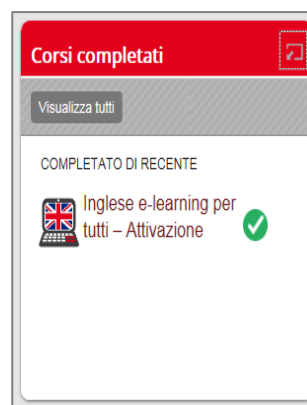 Corsi completati
Visualizza tutti
COMPLETATO DI RECENTE
Inglese e-learning per
tutti – Attivazione